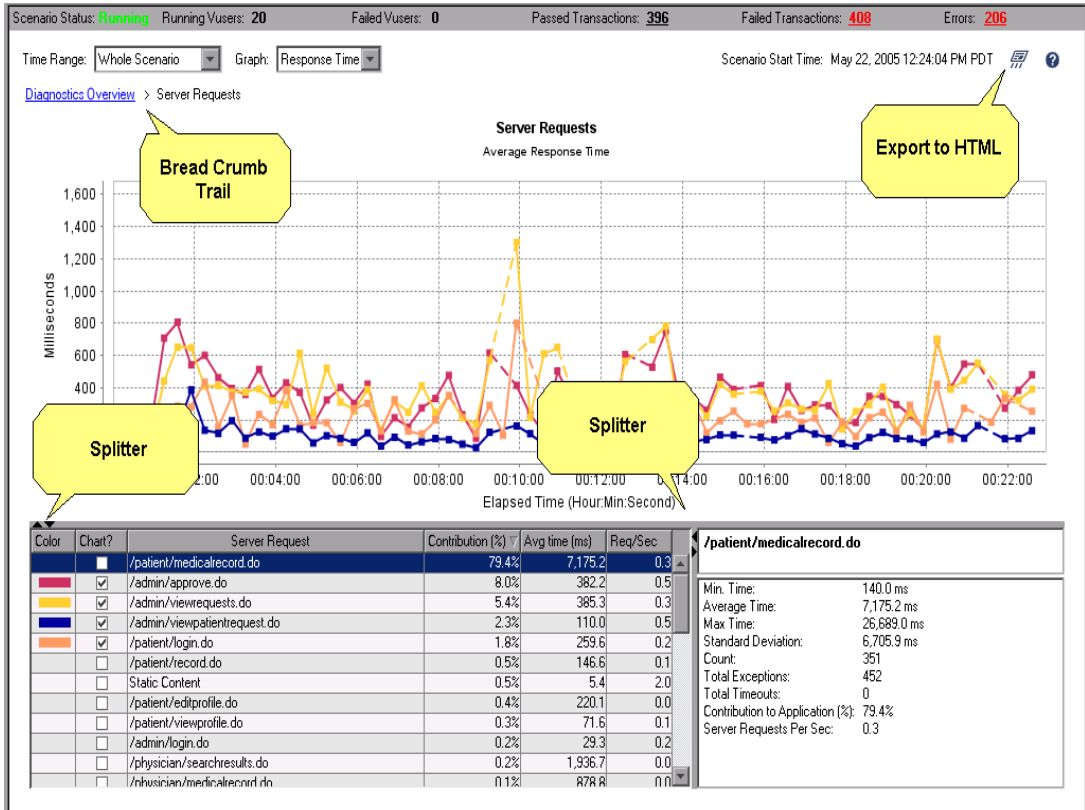 Scenario Status: Running Running Vusers: 20 Failed Vusers: 0 Passed Transactions: 396 Failed Transactions: 408 Errors: 206
Time Range: Whole Scenario Graph: Response Time Scenario Start Time: May 22, 2005 12:24:04 PM PDT ?
Diagnostics Overview > Server Requests
Server Requests
Average Response Time
Bread Crumb
Trail
Export to HTML
1,600
1,400
1,200
1,000
800
600
400
Milliseconds
Splitter
Splitter
2:00 00:04:00 00:06:00 00:08:00 00:10:00 00:12:00 00:14:00 00:16:00 00:18:00 00:20:00 00:22:00
Elapsed Time (Hour:Min:Second)
Color Chart? Server Request Contribution (%) Avg time (ms) Req/Sec
/patient/medicalrecord.do 79.4% 7,175.2 0.3
/admin/approve.do 8.0% 382.2 0.5
/admin/viewrequests.do 5.4% 385.3 0.3
/admin/viewpatientrequest.do 2.3% 110.0 0.5
/patient/login.do 1.8% 259.6 0.2
/patient/record.do 0.5% 146.6 0.1
Static Content 0.5% 5.4 2.0
/patient/editprofile.do 0.4% 220.1 0.0
/patient/viewprofile.do 0.3% 71.6 0.1
/admin/login.do 0.2% 29.3 0.2
/physician/searchresults.do 0.2% 1,936.7 0.0
/physician/medicalrecord.do 0.1% 878.8 0.0
/patient/medicalrecord.do
Min. Time: 140.0 ms
Average Time: 7,175.2 ms
Max Time: 26,689.0 ms
Standard Deviation: 6,705.9 ms
Count: 351
Total Exceptions: 452
Total Timeouts: 0
Contribution to Application (%): 79.4%
Server Requests Per Sec: 0.3